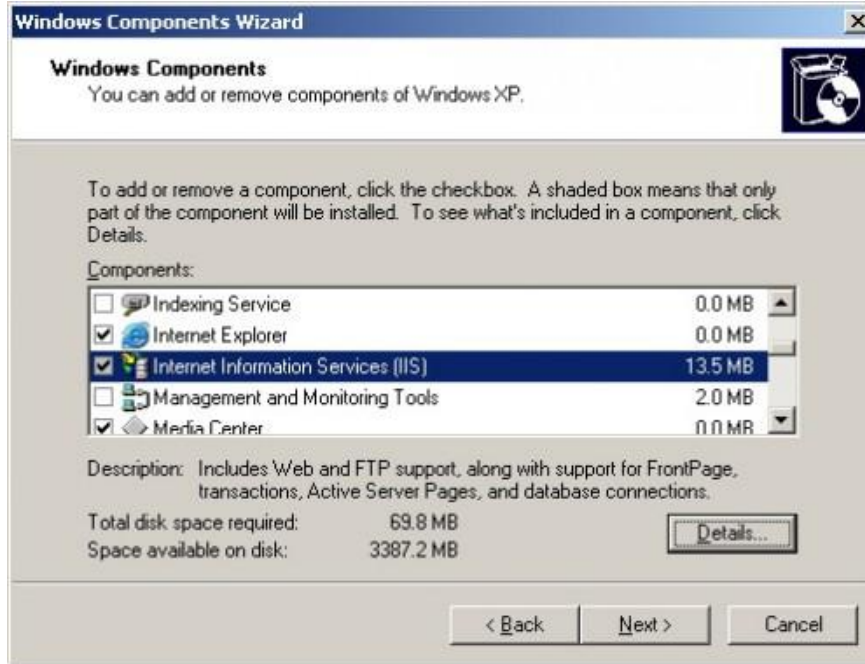 Windows Components Wizard
Windows Components
You can add or remove components of Windows XP.
To add or remove a component, click the checkbox. A shaded box means that only
part of the component will be installed. To see what's included in a component, click
Details.
Components:
Indexing Service 0.0 MB
Internet Explorer 0.0 MB
Internet Information Services (IIS) 13.5 MB
Management and Monitoring Tools 2.0 MB
Media Center 0.0 MB
Description: Includes Web and FTP support, along with support for FrontPage,
transactions, Active Server Pages, and database connections.
Total disk space required: 69.8 MB
Space available on disk: 3387.2 MB
Details...
< Back Next > Cancel